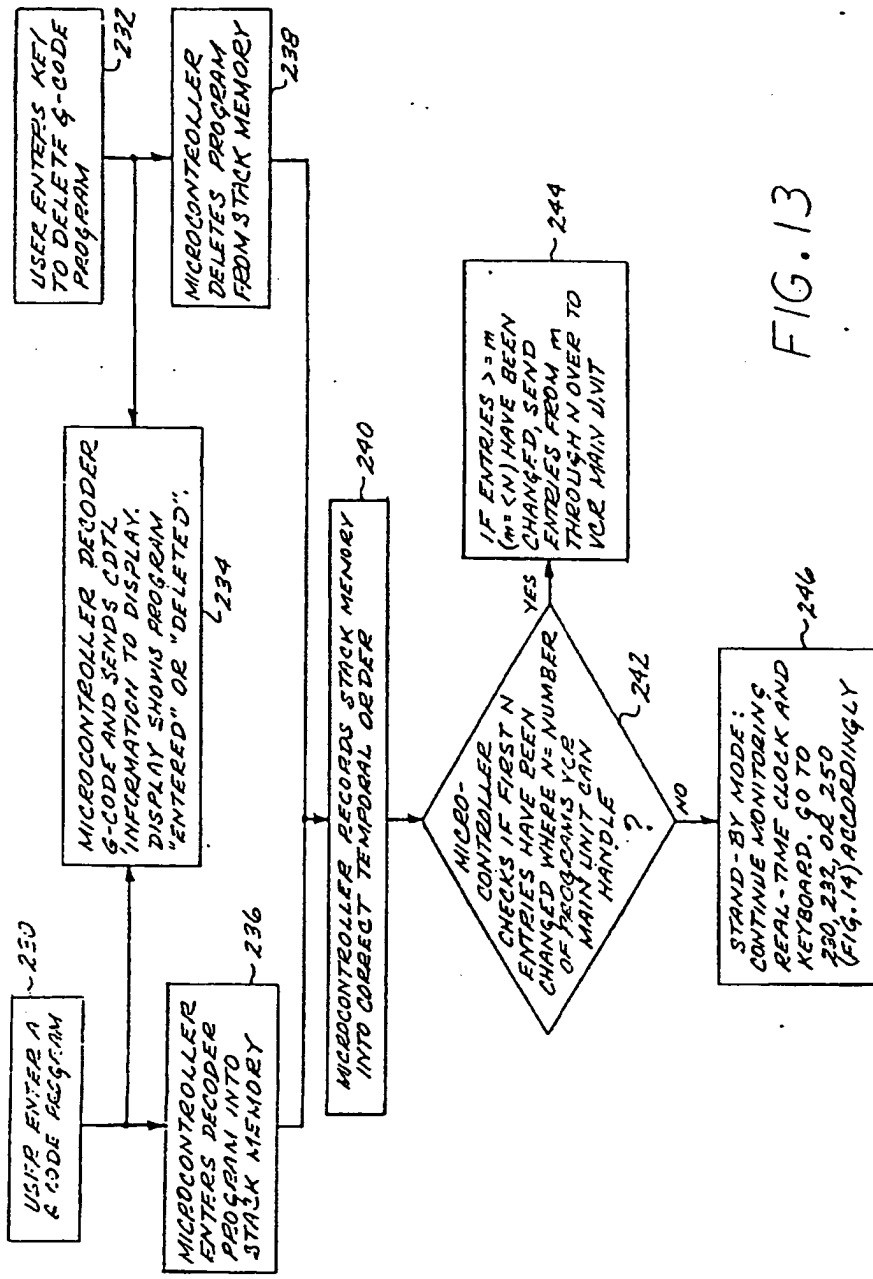 USER ENTER A
G CODE PROGRAM
230
USER ENTERS KEY
TO DELETE G-CODE
PROGRAM
232
MICROCONTROLLER DECODER
G-CODE AND SENDS CDTL
INFORMATION TO DISPLAY.
DISPLAY SHOWS PROGRAM
"ENTERED" OR "DELETED".
234
MICROCONTROLLER
ENTERS DECODER
PROGRAM INTO
STACK MEMORY
236
MICROCONTROLLER
DELETES PROGRAM
FROM STACK MEMORY
238
MICROCONTROLLER RECORDS STACK MEMORY
INTO CORRECT TEMPORAL ORDER
240
MICRO-
CONTROLLER
CHECKS IF FIRST N
ENTRIES HAVE BEEN
CHANGED WHERE N= NUMBER
OF PROGRAMS VCR
MAIN UNIT CAN
HANDLE
?
242
YES
IF ENTRIES >=m
(m=<N) HAVE BEEN
CHANGED, SEND
ENTRIES FROM m
THROUGH N OVER TO
VCR MAIN UNIT
244
NO
STAND-BY MODE:
CONTINUE MONITORING
REAL-TIME CLOCK AND
KEYBOARD. GO TO
230, 232, OR 250
(FIG. 14) ACCORDINGLY
246
FIG. 13